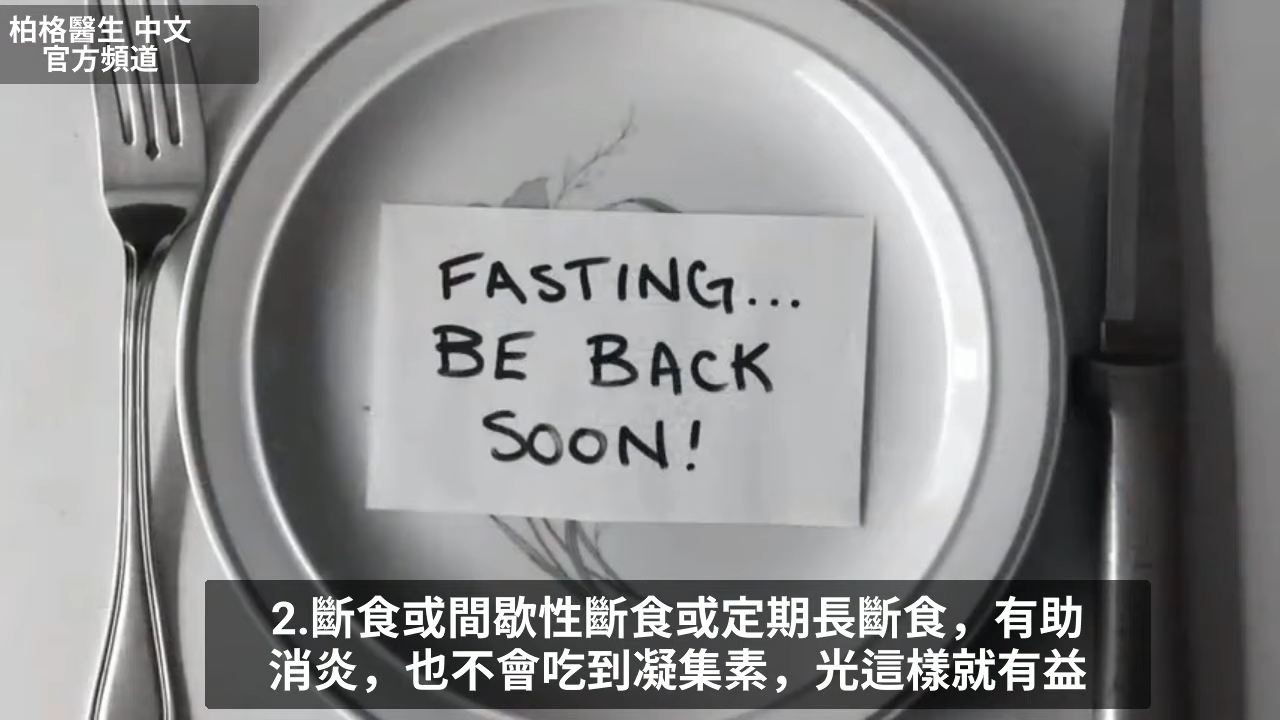 柏格醫生 中文
官方頻道
FASTING...
BE BACK
SOON!
2.斷食或間歇性斷食或定期長斷食，有助
消炎，也不會吃到凝集素，光這樣就有益